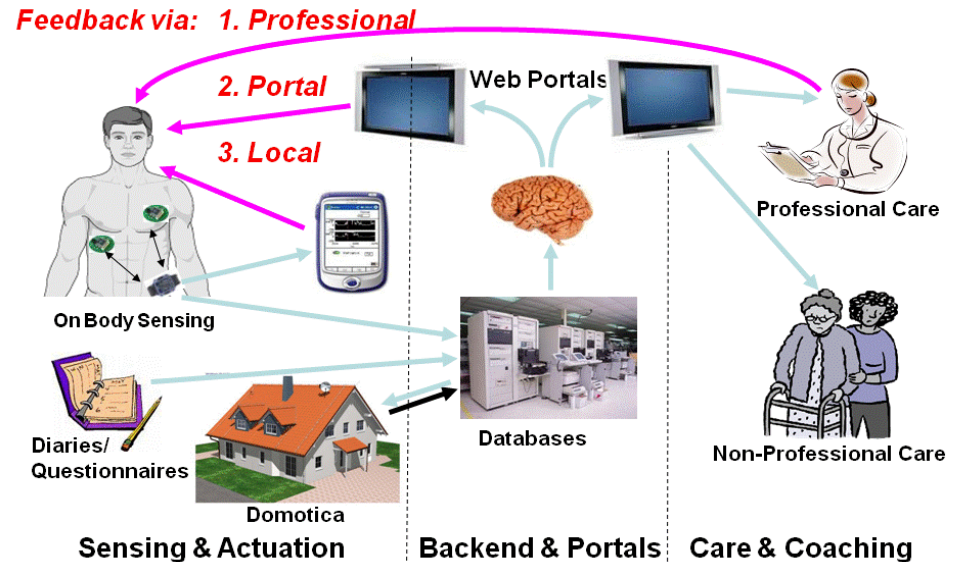 Feedback via: 1. Professional
2. Portal
Web Portals
3. Local
Professional Care
On Body Sensing
Diaries/
Questionnaires
Databases
Non-Professional Care
Domotica
Sensing & Actuation
Backend & Portals
Care & Coaching